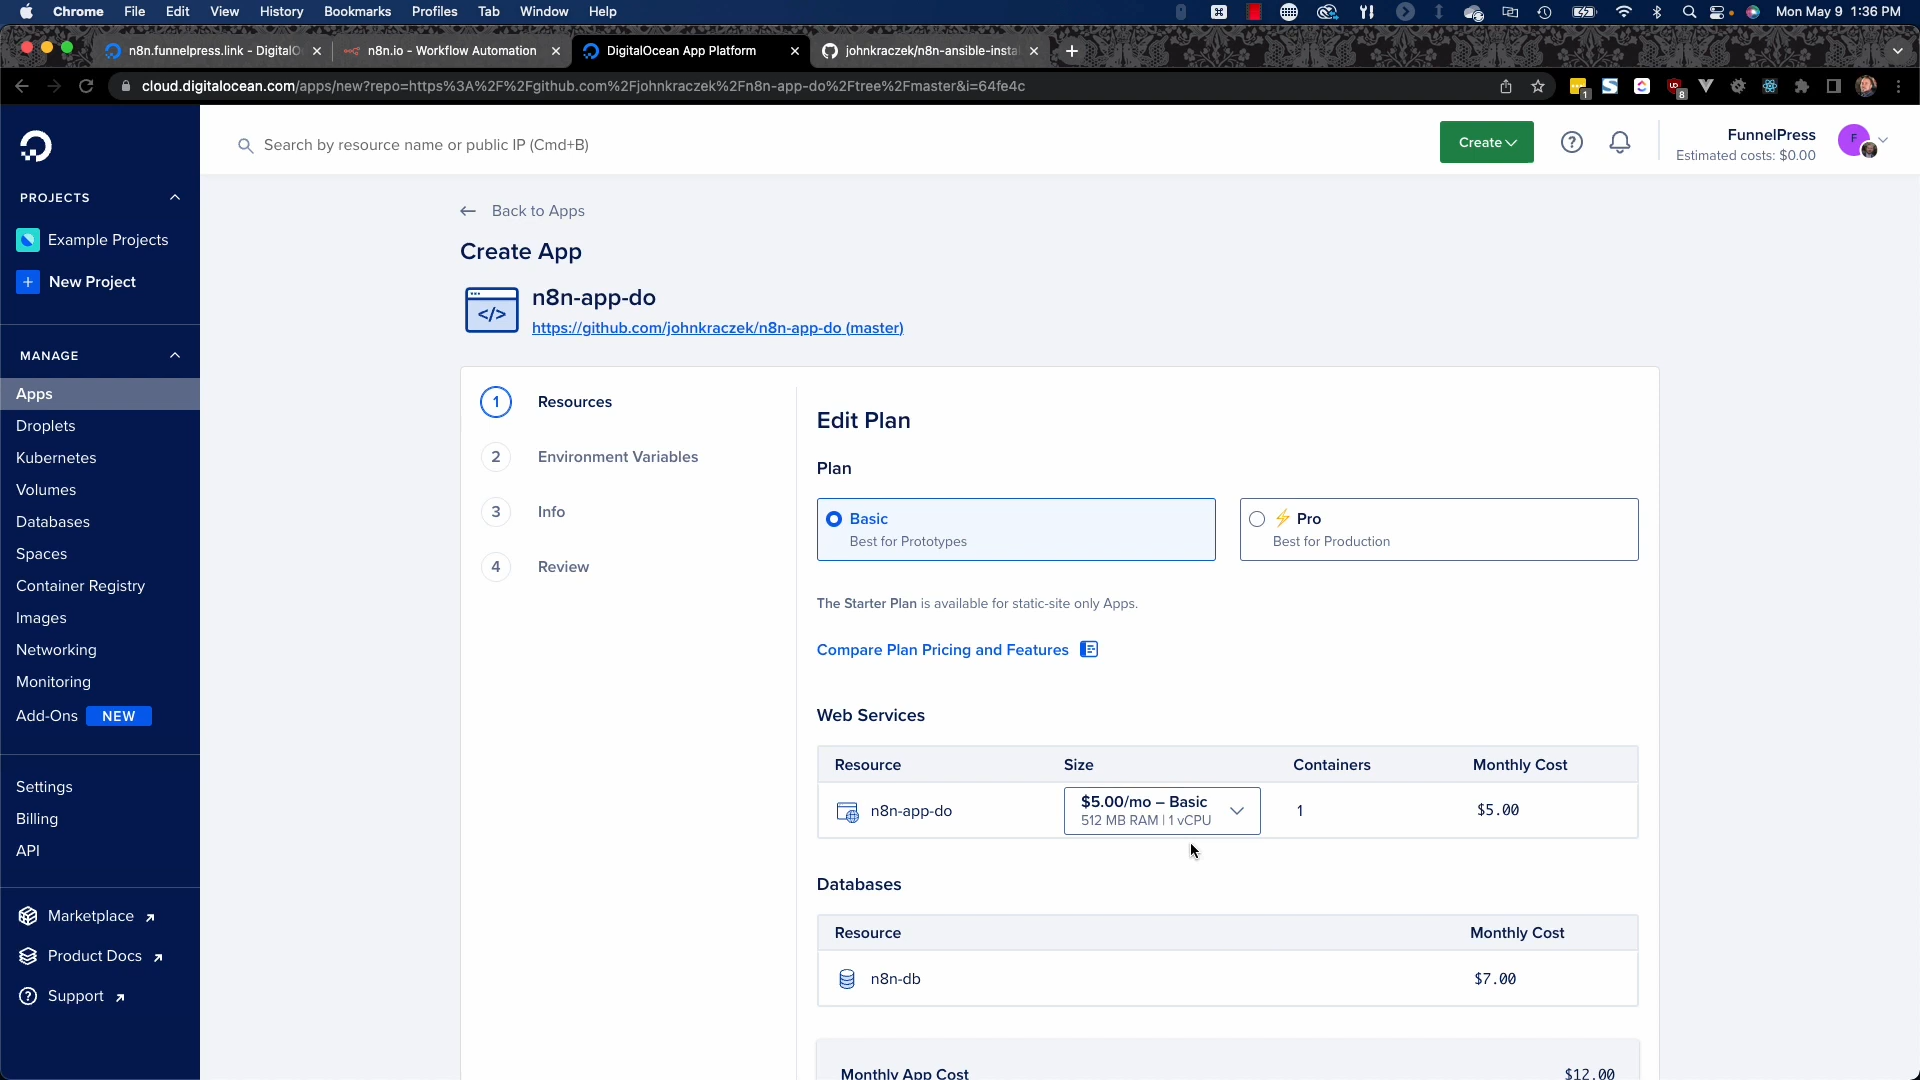 Chrome File Edit View History Bookmarks Profiles Tab Window Help Mon May 9 1:36 PM
n8n.funnelpress.link - DigitalO n8n.io - Workflow Automation DigitalOcean App Platform johnkraczek/n8n-ansible-insta
cloud.digitalocean.com/apps/new?repo=https%3A%2F%2Fgithub.com%2Fjohnkraczek%2Fn8n-app-do%2Ftree%2Fmaster&i=64fe4c
1
8
Search by resource name or public IP (Cmd+B)
Create
FunnelPress
Estimated costs: $0.00
F
PROJECTS
Example Projects
New Project
MANAGE
Apps
Droplets
Kubernetes
Volumes
Databases
Spaces
Container Registry
Images
Networking
Monitoring
Add-Ons NEW
Settings
Billing
API
Marketplace
Product Docs
Support
Back to Apps
Create App
n8n-app-do
https://github.com/johnkraczek/n8n-app-do (master)
1 Resources
2 Environment Variables
3 Info
4 Review
Edit Plan
Plan
Basic
Best for Prototypes
Pro
Best for Production
The Starter Plan is available for static-site only Apps.
Compare Plan Pricing and Features
Web Services
Resource Size Containers Monthly Cost
n8n-app-do $5.00/mo – Basic 1 $5.00
512 MB RAM | 1 vCPU
Databases
Resource Monthly Cost
n8n-db $7.00
Monthly App Cost $12.00